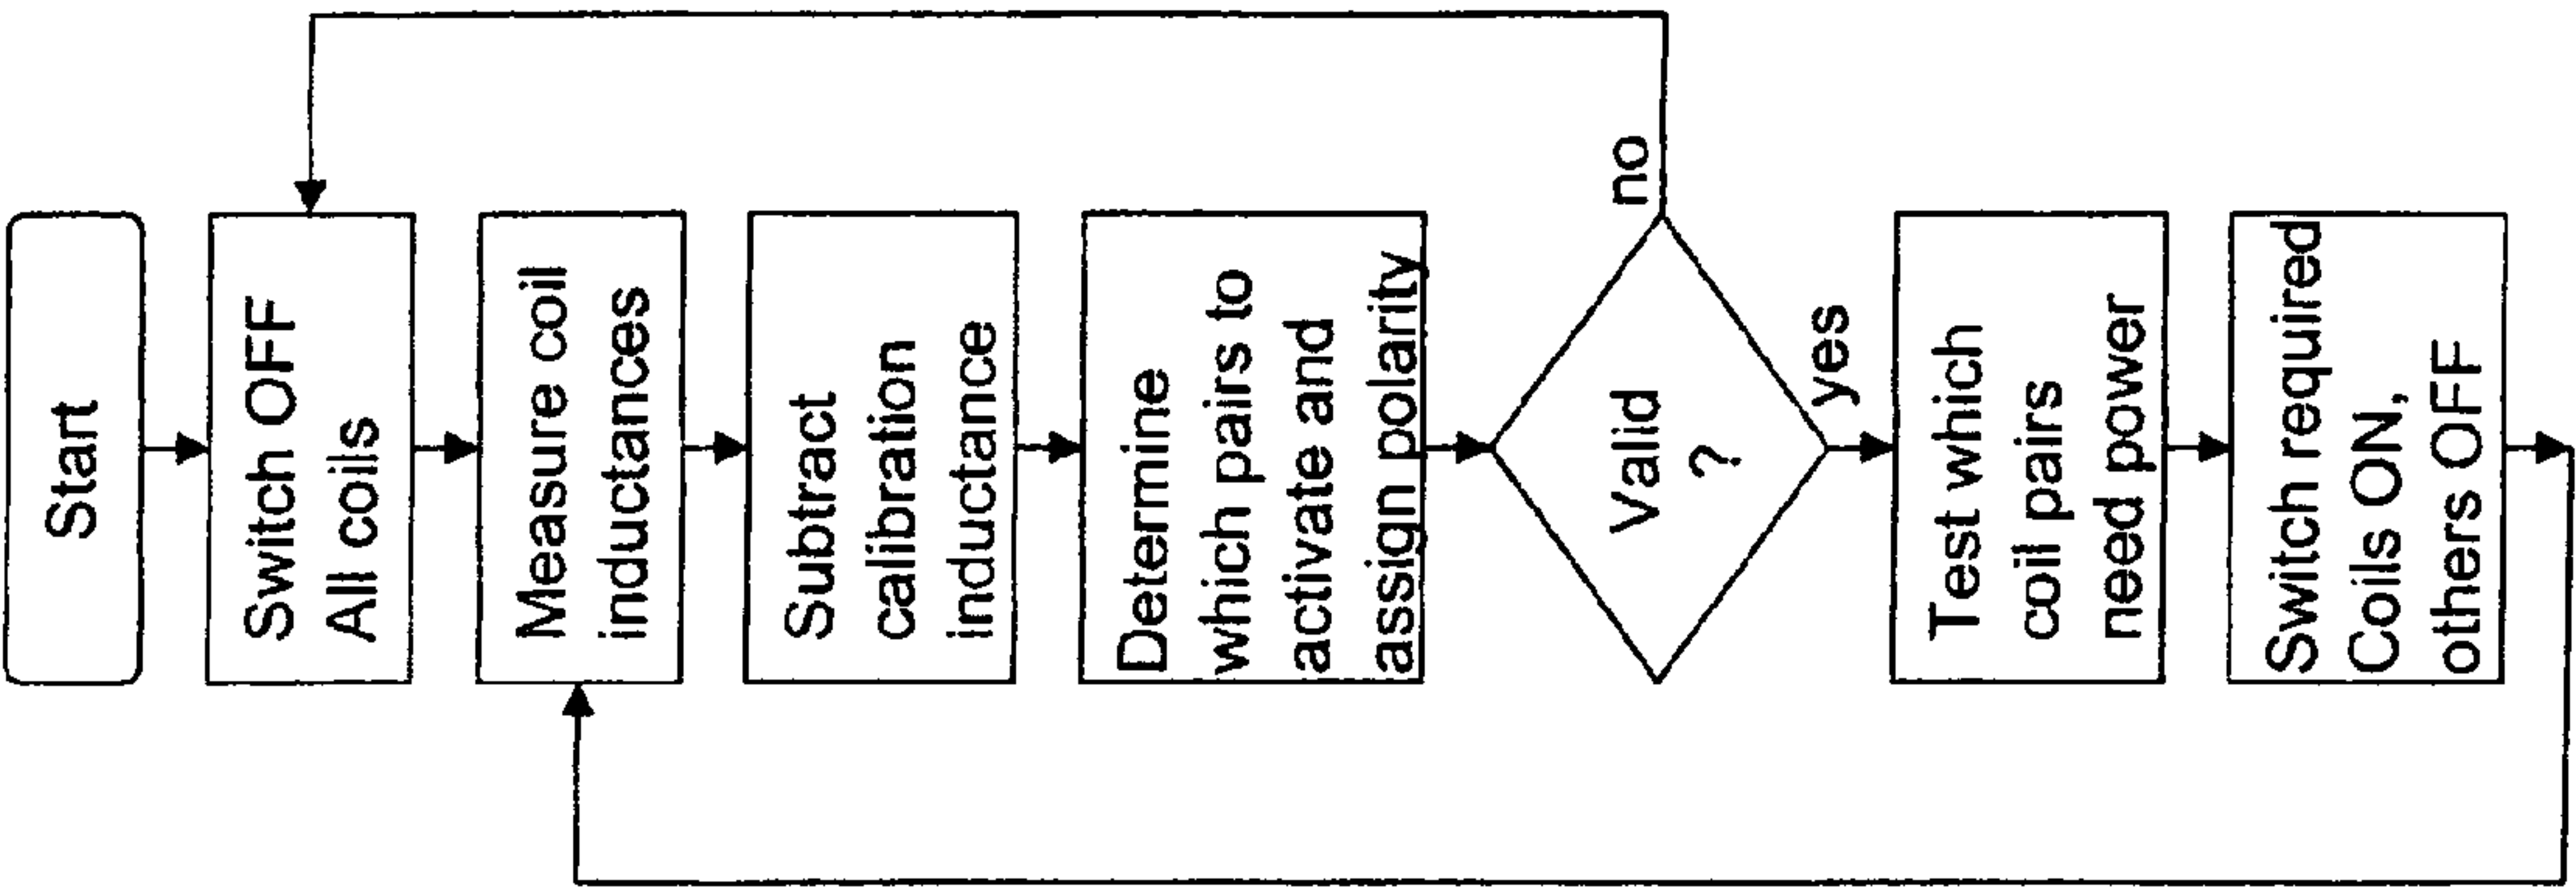 Start
Switch OFF
All coils
Measure coil
inductances
Subtract
calibration
inductance
Determine
which pairs to
activate and
assign polarity
Valid
?
no
yes
Test which
coil pairs
need power
Switch required
Coils ON,
others OFF